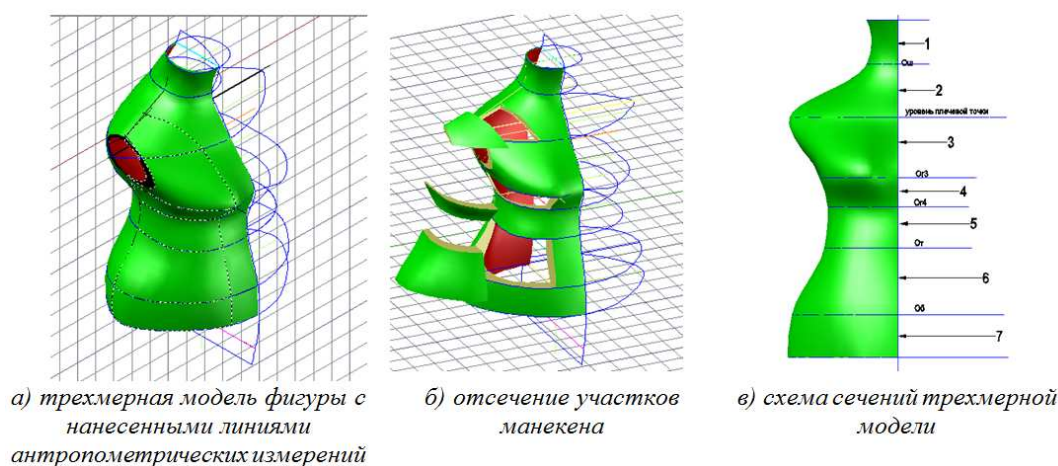 1
Ош
2
уровень плечевой точки
3
Ог3
4
Ог4
5
От
6
Об
7
а) трехмерная модель фигуры с
нанесенными линиями
антропометрических измерений
б) отсечение участков
манекена
в) схема сечений трехмерной
модели